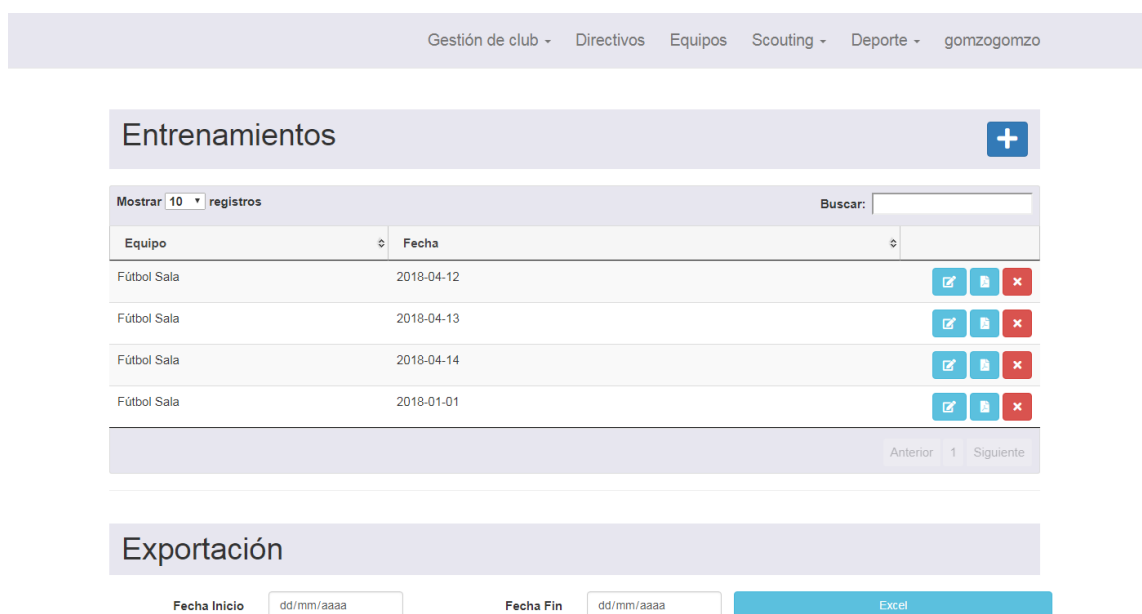 Gestión de club Directivos Equipos Scouting Deporte gomzogomzo
Entrenamientos
Mostrar 10 registros Buscar:
Equipo Fecha
Fútbol Sala 2018-04-12
Fútbol Sala 2018-04-13
Fútbol Sala 2018-04-14
Fútbol Sala 2018-01-01
Anterior 1 Siguiente
Exportación
Fecha Inicio dd/mm/aaaa Fecha Fin dd/mm/aaaa Excel